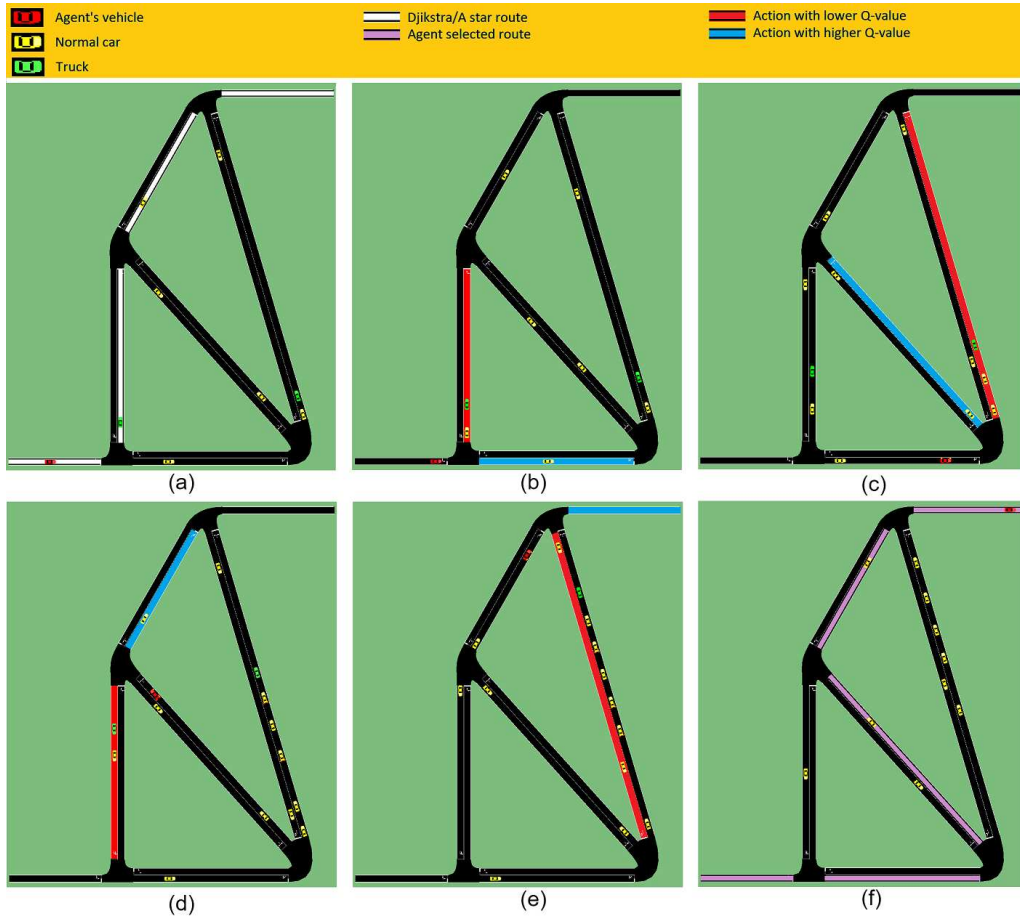 Agent's vehicle
Normal car
Truck
Djikstra/A star route
Agent selected route
Action with lower Q-value
Action with higher Q-value
(a)
(b)
(c)
(d)
(e)
(f)